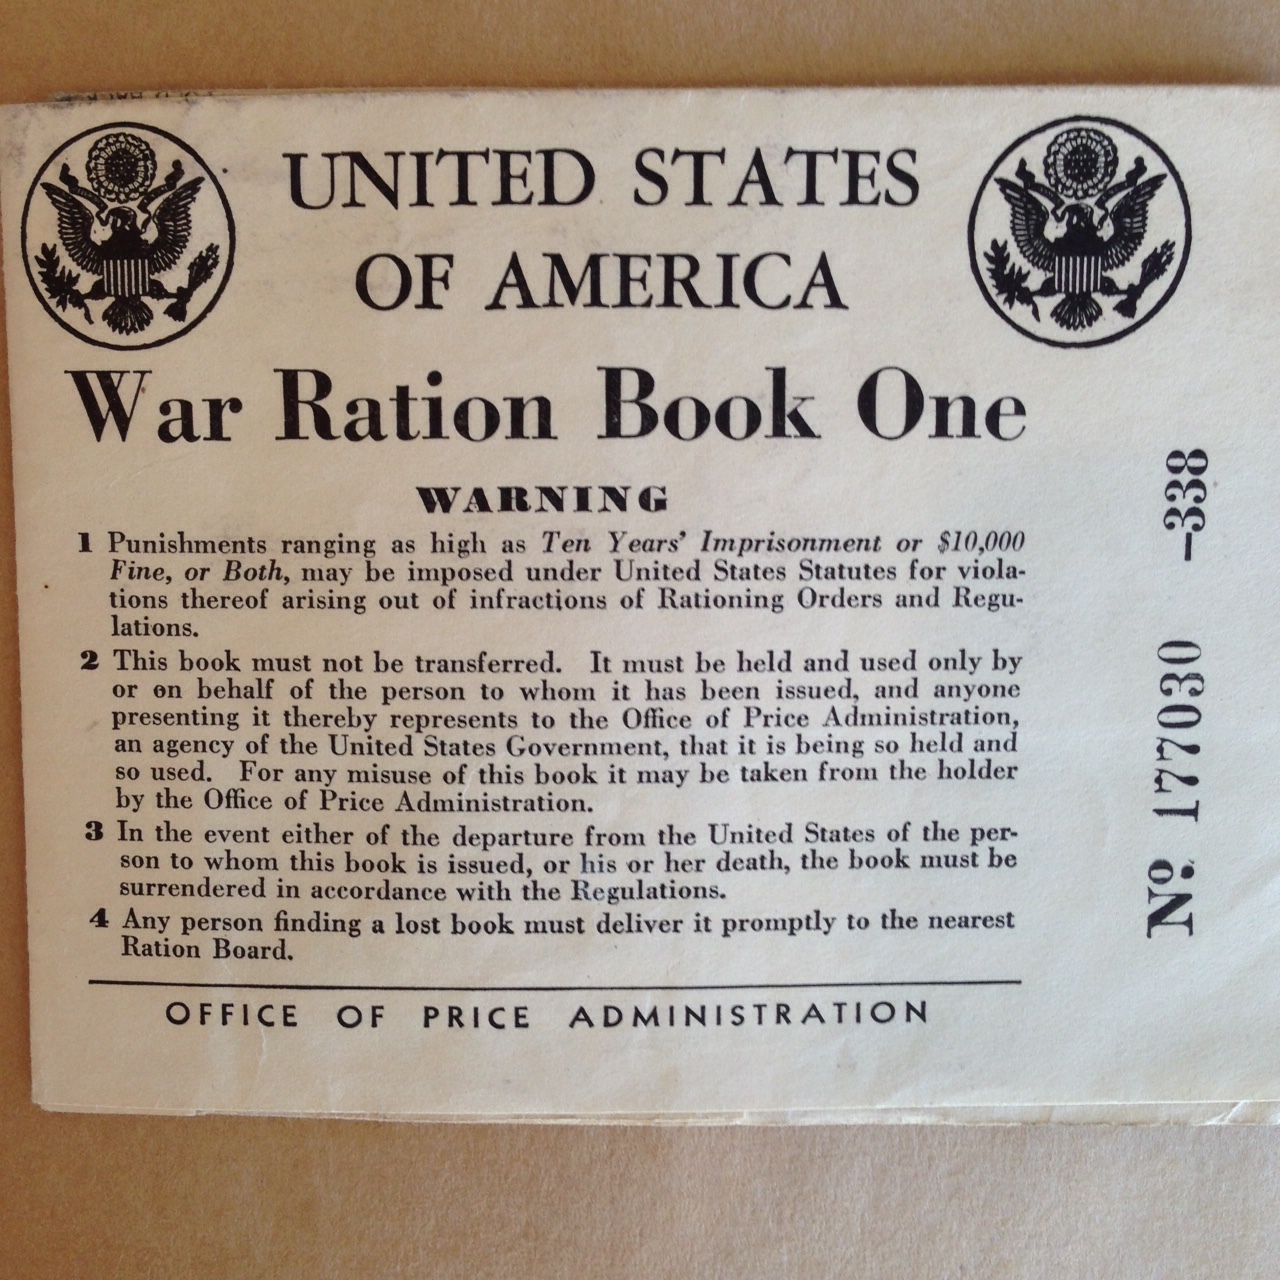 UNITED STATES
OF AMERICA
War Ration Book One
WARNING
1 Punishments ranging as high as Ten Years' Imprisonment or $10,000
Fine, or Both, may be imposed under United States Statutes for viola-
tions thereof arising out of infractions of Rationing Orders and Regu-
lations.
2 This book must not be transferred. It must be held and used only by
or on behalf of the person to whom it has been issued, and anyone
presenting it thereby represents to the Office of Price Administration,
an agency of the United States Government, that it is being so held and
so used. For any misuse of this book it may be taken from the holder
by the Office of Price Administration.
3 In the event either of the departure from the United States of the per-
son to whom this book is issued, or his or her death, the book must be
surrendered in accordance with the Regulations.
4 Any person finding a lost book must deliver it promptly to the nearest
Ration Board.
OFFICE OF PRICE ADMINISTRATION
No. 177030 -338